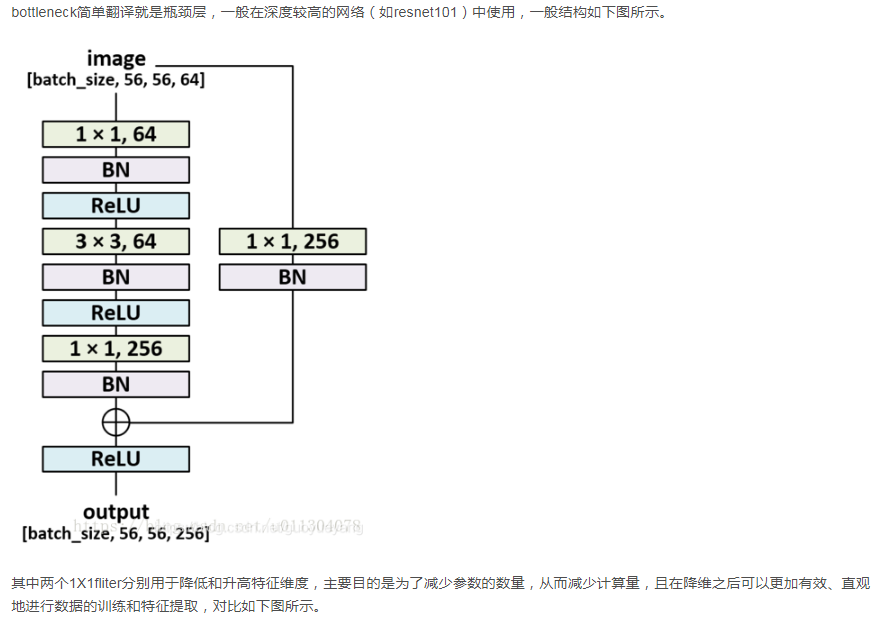 bottleneck简单翻译就是瓶颈层，一般在深度较高的网络（如resnet101）中使用，一般结构如下图所示。
image
[batch_size, 56, 56, 64]
1 × 1, 64
BN
ReLU
3 × 3, 64
1 × 1, 256
BN
BN
ReLU
1 × 1, 256
BN
ReLU
output
[batch_size, 56, 56, 256]
其中两个1X1fliter分别用于降低和升高特征维度，主要目的是为了减少参数的数量，从而减少计算量，且在降维之后可以更加有效、直观
地进行数据的训练和特征提取，对比如下图所示。